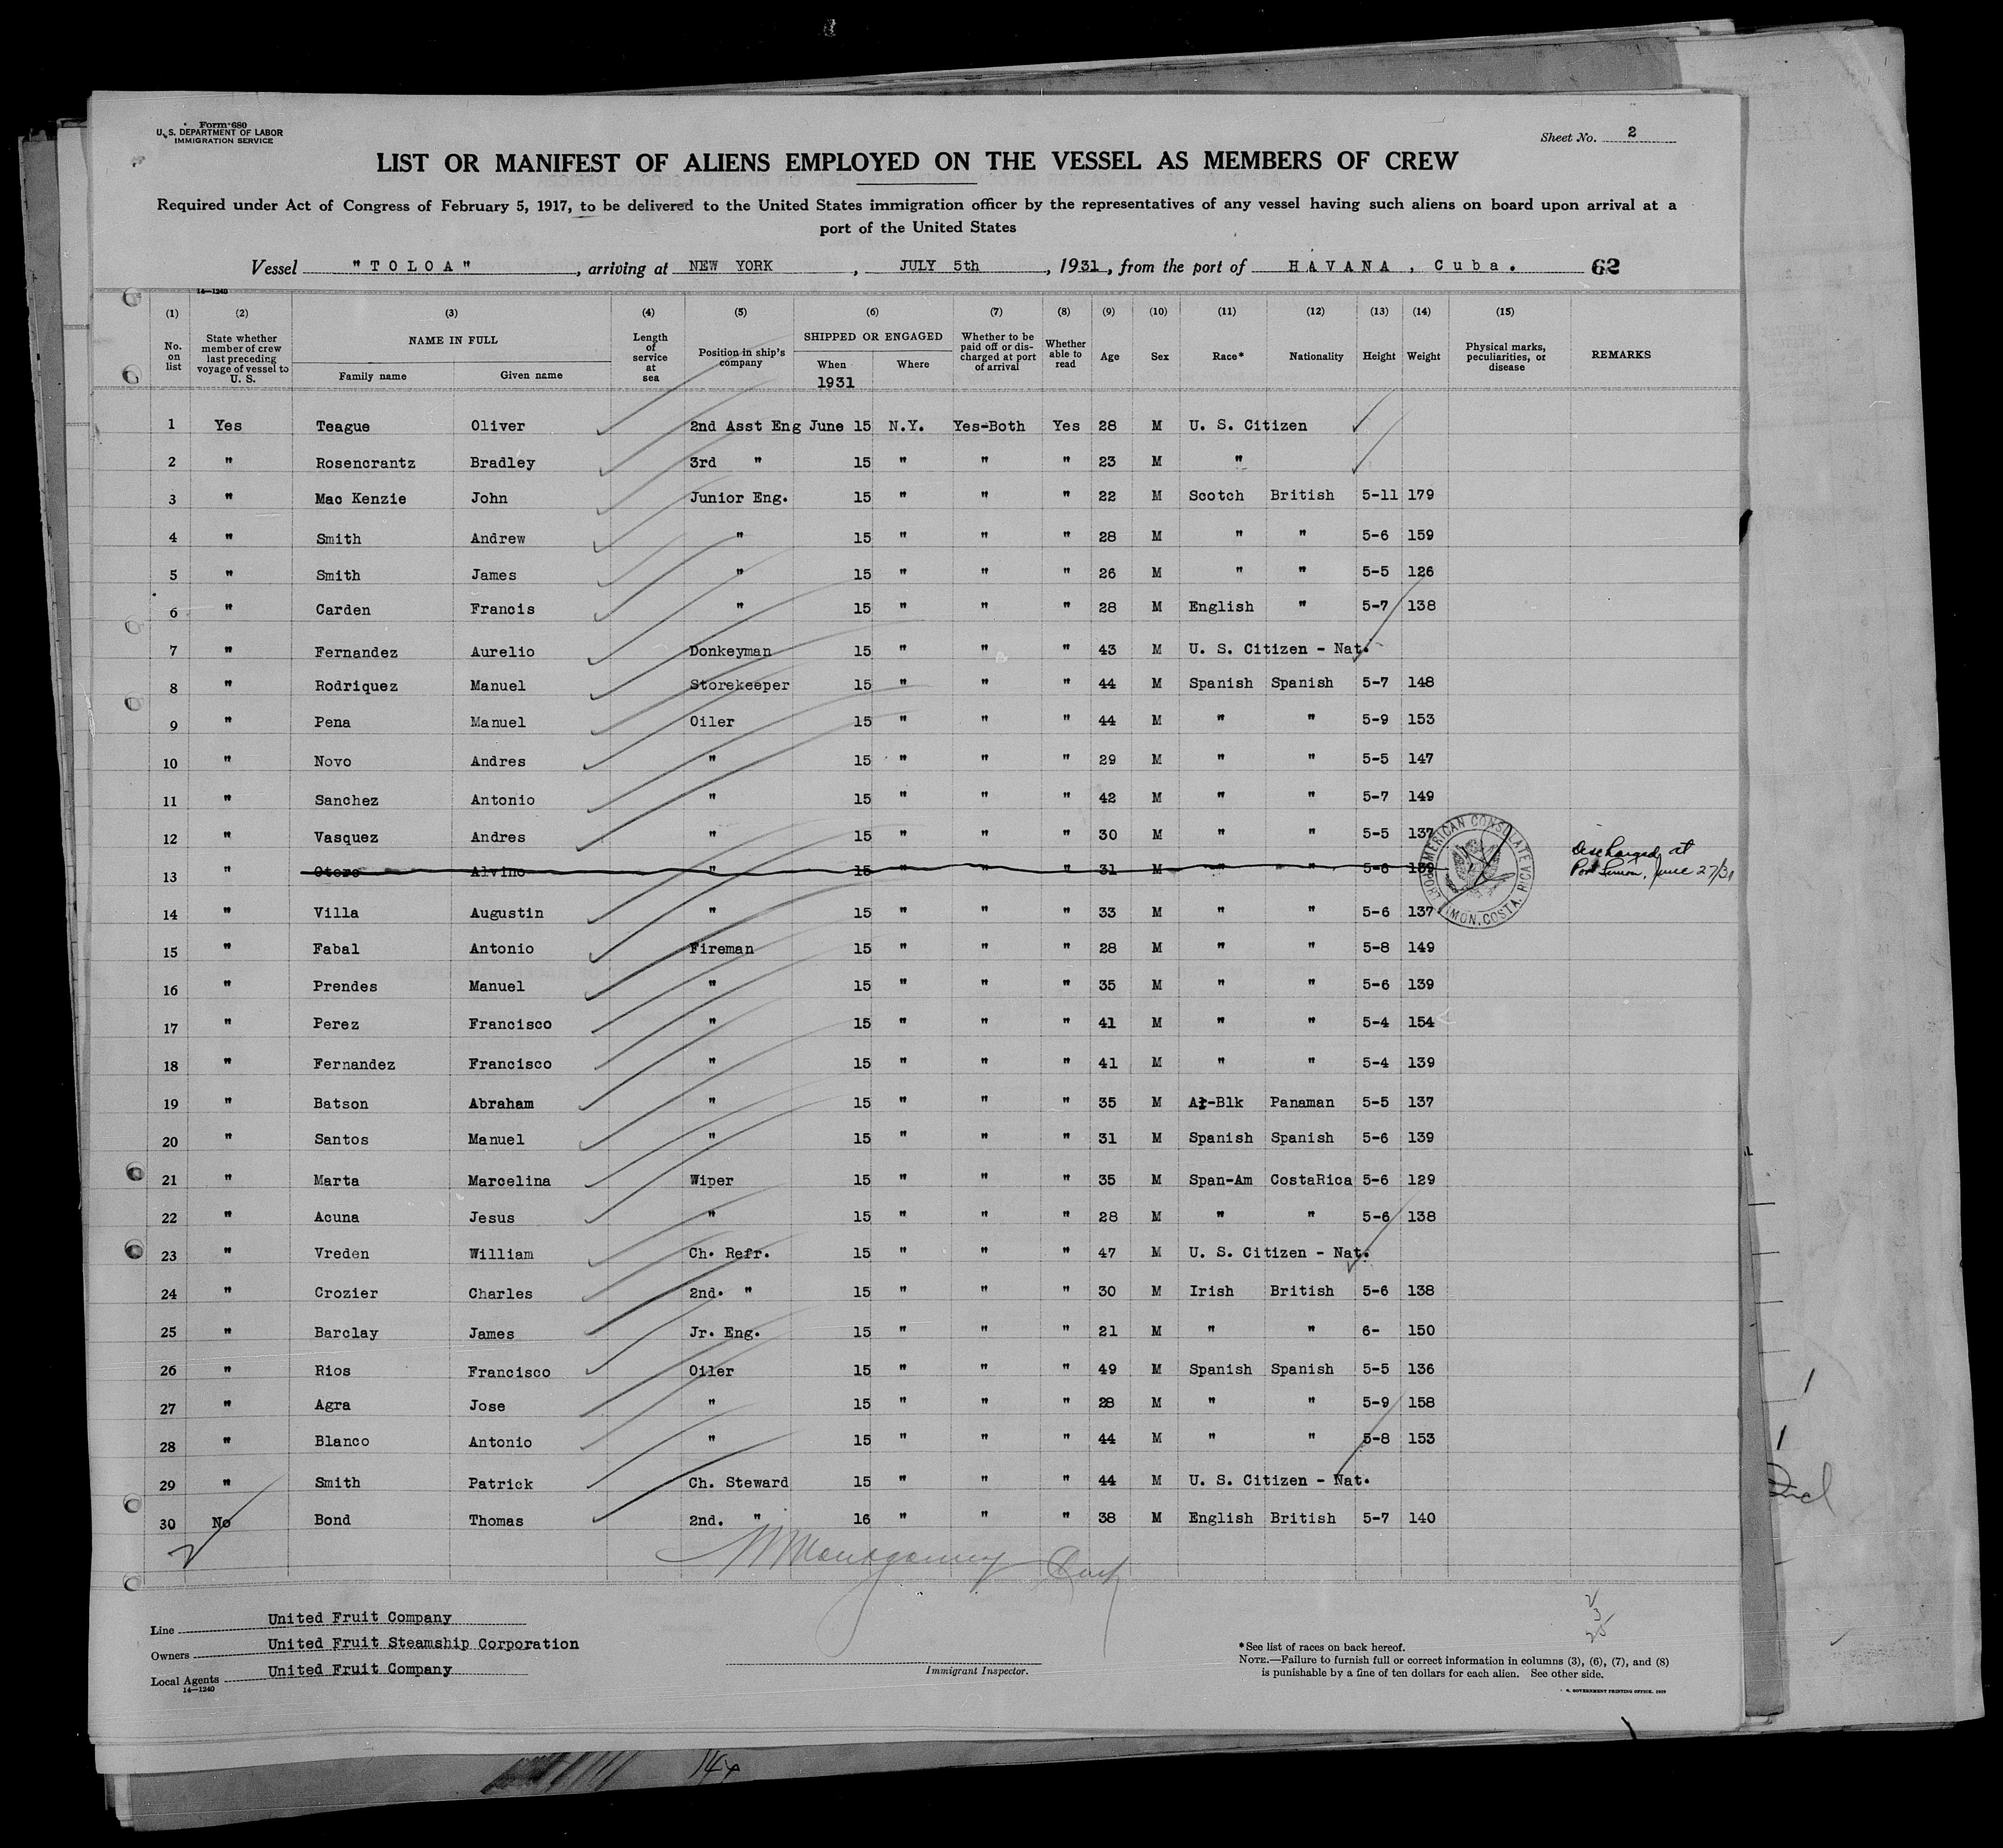 Form 680
U. S. DEPARTMENT OF LABOR
IMMIGRATION SERVICE
Sheet No. 2
LIST OR MANIFEST OF ALIENS EMPLOYED ON THE VESSEL AS MEMBERS OF CREW
Required under Act of Congress of February 5, 1917, to be delivered to the United States immigration officer by the representatives of any vessel having such aliens on board upon arrival at a
port of the United States
Vessel "TOLOA", arriving at NEW YORK, JULY 5th, 1931, from the port of HAVANA, Cuba. 62
14—1240
(1) (2) (3) (4) (5) (6) (7) (8) (9) (10) (11) (12) (13) (14) (15)
No. on list State whether member of crew last preceding voyage of vessel to U. S. NAME IN FULL Family name Given name Length of service at sea Position in ship's company SHIPPED OR ENGAGED When 1931 Where Whether to be paid off or discharged at port of arrival Whether able to read Age Sex Race* Nationality Height Weight Physical marks, peculiarities, or disease REMARKS
1 Yes Teague Oliver 2nd Asst Eng June 15 N.Y. Yes-Both Yes 28 M U. S. Citizen
2 " Rosencrantz Bradley 3rd " 15 " " " 23 M "
3 " Mac Kenzie John Junior Eng. 15 " " " 22 M Scotch British 5-11 179
4 " Smith Andrew " 15 " " " 28 M " " 5-6 159
5 " Smith James " 15 " " " 26 M " " 5-5 126
6 " Carden Francis " 15 " " " 28 M English " 5-7 138
7 " Fernandez Aurelio Donkeyman 15 " " " 43 M U. S. Citizen - Nat.
8 " Rodriquez Manuel Storekeeper 15 " " " 44 M Spanish Spanish 5-7 148
9 " Pena Manuel Oiler 15 " " " 44 M " " 5-9 153
10 " Novo Andres " 15 " " " 29 M " " 5-5 147
11 " Sanchez Antonio " 15 " " " 42 M " " 5-7 149
12 " Vasquez Andres " 15 " " " 30 M " " 5-5 137
13 " Otero Alvino " 15 " " " 31 M " " 5-6 139 Discharged at Port Limon, June 27/31
AMERICAN CONSULATE LIMON, COSTA RICA
14 " Villa Augustin " 15 " " " 33 M " " 5-6 137
15 " Fabal Antonio Fireman 15 " " " 28 M " " 5-8 149
16 " Prendes Manuel " 15 " " " 35 M " " 5-6 139
17 " Perez Francisco " 15 " " " 41 M " " 5-4 154
18 " Fernandez Francisco " 15 " " " 41 M " " 5-4 139
19 " Batson Abraham " 15 " " " 35 M Af-Blk Panaman 5-5 137
20 " Santos Manuel " 15 " " " 31 M Spanish Spanish 5-6 139
21 " Marta Marcelina Wiper 15 " " " 35 M Span-Am CostaRica 5-6 129
22 " Acuna Jesus " 15 " " " 28 M " " 5-6 138
23 " Vreden William Ch. Refr. 15 " " " 47 M U. S. Citizen - Nat.
24 " Crozier Charles 2nd. " 15 " " " 30 M Irish British 5-6 138
25 " Barclay James Jr. Eng. 15 " " " 21 M " " 6- 150
26 " Rios Francisco Oiler 15 " " " 49 M Spanish Spanish 5-5 136
27 " Agra Jose " 15 " " " 28 M " " 5-9 158
28 " Blanco Antonio " 15 " " " 44 M " " 5-8 153
29 " Smith Patrick Ch. Steward 15 " " " 44 M U. S. Citizen - Nat.
30 No Bond Thomas 2nd. " 16 " " " 38 M English British 5-7 140
Line United Fruit Company
Owners United Fruit Steamship Corporation
Local Agents United Fruit Company
14—1240
Immigrant Inspector.
*See list of races on back hereof.
NOTE.—Failure to furnish full or correct information in columns (3), (6), (7), and (8)
is punishable by a fine of ten dollars for each alien. See other side.
GOVERNMENT PRINTING OFFICE. 1929
144